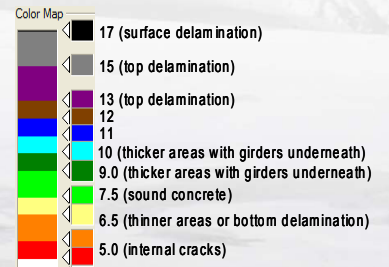 Color Map
17 (surface delamination)
15 (top delamination)
13 (top delamination)
12
11
10 (thicker areas with girders underneath)
9.0 (thicker areas with girders underneath)
7.5 (sound concrete)
6.5 (thinner areas or bottom delamination)
5.0 (internal cracks)